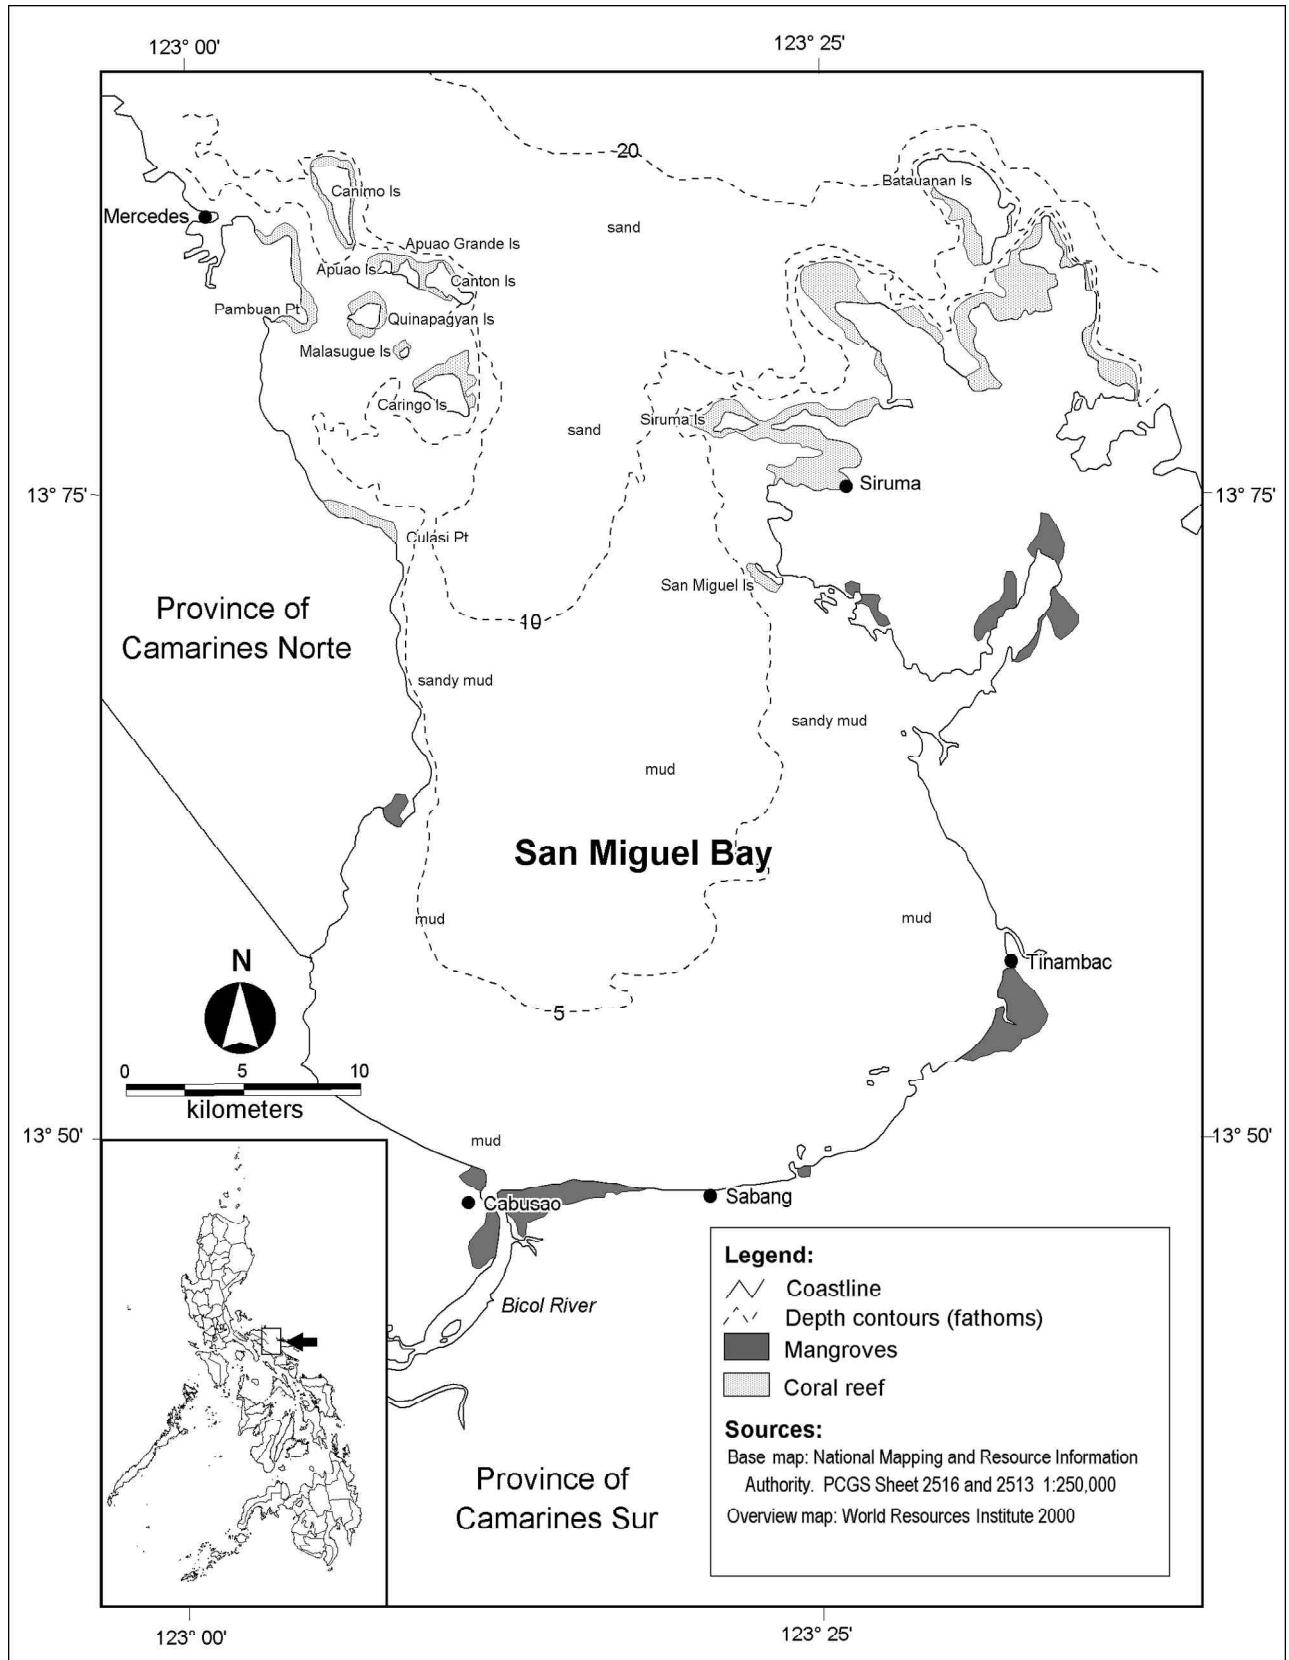 123° 00'
123° 25'
20
Batauanan Is
Canimo Is
Mercedes
sand
Apuao Grande Is
Apuao Is
Canton Is
Pambuan Pt
Quinapagyan Is
Malasugue Is
Caringo Is
Siruma Is
sand
Siruma
13° 75'
13° 75'
Culasi Pt
San Miguel Is
Province of
Camarines Norte
10
sandy mud
sandy mud
mud
San Miguel Bay
mud
mud
N
Tinambac
5
0 5 10
kilometers
13° 50'
mud
13° 50'
Cabusao
Sabang
Bicol River
Legend:
Coastline
Depth contours (fathoms)
Mangroves
Coral reef
Sources:
Base map: National Mapping and Resource Information
Authority. PCGS Sheet 2516 and 2513 1:250,000
Overview map: World Resources Institute 2000
Province of
Camarines Sur
123° 00'
123° 25'